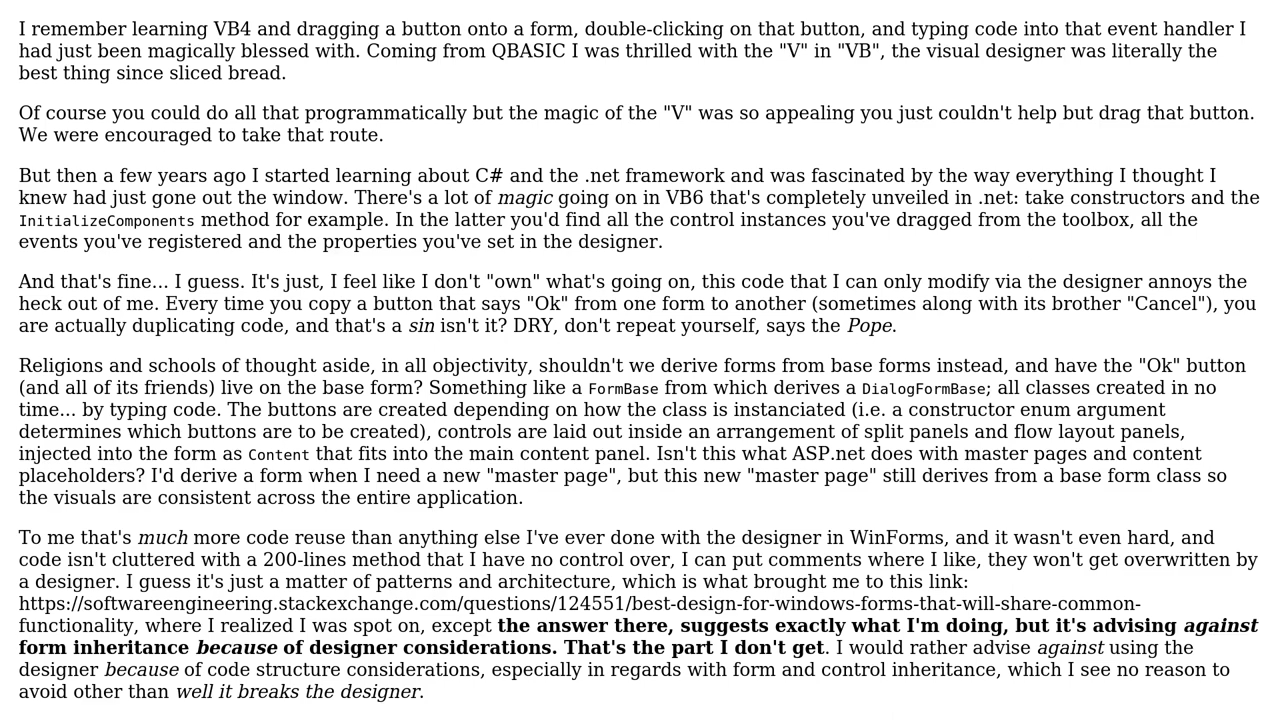 I remember learning VB4 and dragging a button onto a form, double-clicking on that button, and typing code into that event handler I
had just been magically blessed with. Coming from QBASIC I was thrilled with the "V" in "VB", the visual designer was literally the
best thing since sliced bread.
Of course you could do all that programmatically but the magic of the "V" was so appealing you just couldn't help but drag that button.
We were encouraged to take that route.
But then a few years ago I started learning about C# and the .net framework and was fascinated by the way everything I thought I
knew had just gone out the window. There's a lot of magic going on in VB6 that's completely unveiled in .net: take constructors and the
InitializeComponents method for example. In the latter you'd find all the control instances you've dragged from the toolbox, all the
events you've registered and the properties you've set in the designer.
And that's fine... I guess. It's just, I feel like I don't "own" what's going on, this code that I can only modify via the designer annoys the
heck out of me. Every time you copy a button that says "Ok" from one form to another (sometimes along with its brother "Cancel"), you
are actually duplicating code, and that's a sin isn't it? DRY, don't repeat yourself, says the Pope.
Religions and schools of thought aside, in all objectivity, shouldn't we derive forms from base forms instead, and have the "Ok" button
(and all of its friends) live on the base form? Something like a FormBase from which derives a DialogFormBase; all classes created in no
time... by typing code. The buttons are created depending on how the class is instanciated (i.e. a constructor enum argument
determines which buttons are to be created), controls are laid out inside an arrangement of split panels and flow layout panels,
injected into the form as Content that fits into the main content panel. Isn't this what ASP.net does with master pages and content
placeholders? I'd derive a form when I need a new "master page", but this new "master page" still derives from a base form class so
the visuals are consistent across the entire application.
To me that's much more code reuse than anything else I've ever done with the designer in WinForms, and it wasn't even hard, and
code isn't cluttered with a 200-lines method that I have no control over, I can put comments where I like, they won't get overwritten by
a designer. I guess it's just a matter of patterns and architecture, which is what brought me to this link:
https://softwareengineering.stackexchange.com/questions/124551/best-design-for-windows-forms-that-will-share-common-
functionality, where I realized I was spot on, except the answer there, suggests exactly what I'm doing, but it's advising against
form inheritance because of designer considerations. That's the part I don't get. I would rather advise against using the
designer because of code structure considerations, especially in regards with form and control inheritance, which I see no reason to
avoid other than well it breaks the designer.